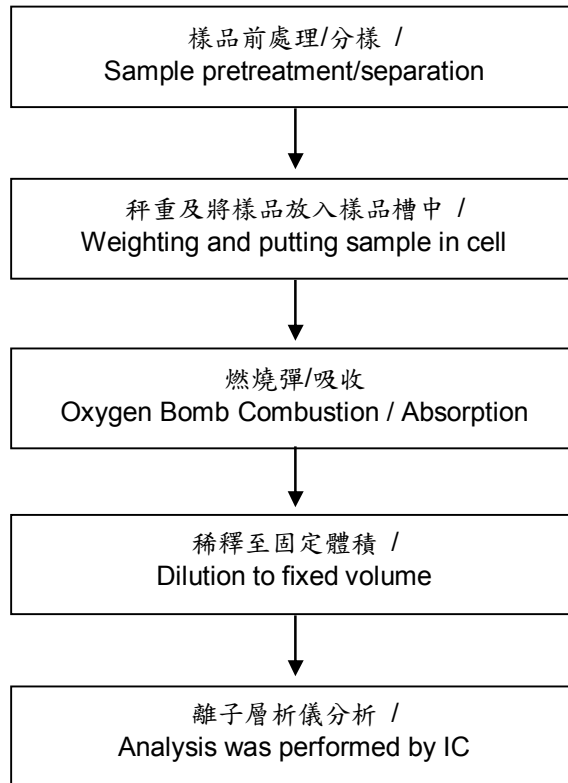 樣品前處理/分樣 /
Sample pretreatment/separation
秤重及將樣品放入樣品槽中 /
Weighting and putting sample in cell
燃燒彈/吸收
Oxygen Bomb Combustion / Absorption
稀釋至固定體積 /
Dilution to fixed volume
離子層析儀分析 /
Analysis was performed by IC